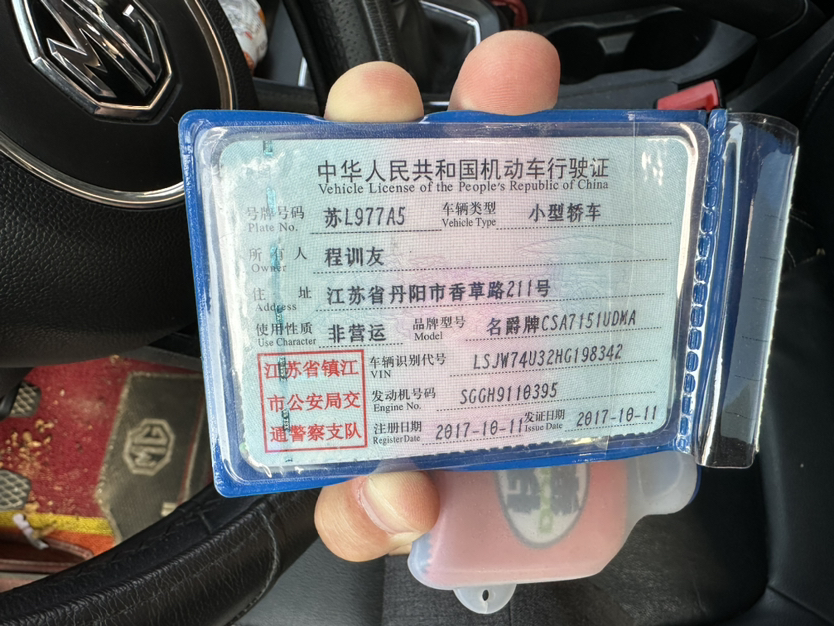 MG
中华人民共和国机动车行驶证
Vehicle License of the People's Republic of China
号牌号码 苏L977A5 车辆类型 小型轿车
Plate No. Vehicle Type
所有人 程训友
Owner
住址 江苏省丹阳市香草路211号
Address
使用性质 非营运 品牌型号 名爵牌CSA7151UDMA
Use Character Model
江苏省镇江
市公安局交
通警察支队
车辆识别代号 LSJW74U32HG198342
VIN
发动机号码 SGGH9110395
Engine No.
注册日期 2017-10-11 发证日期 2017-10-11
Register Date Issue Date
MG